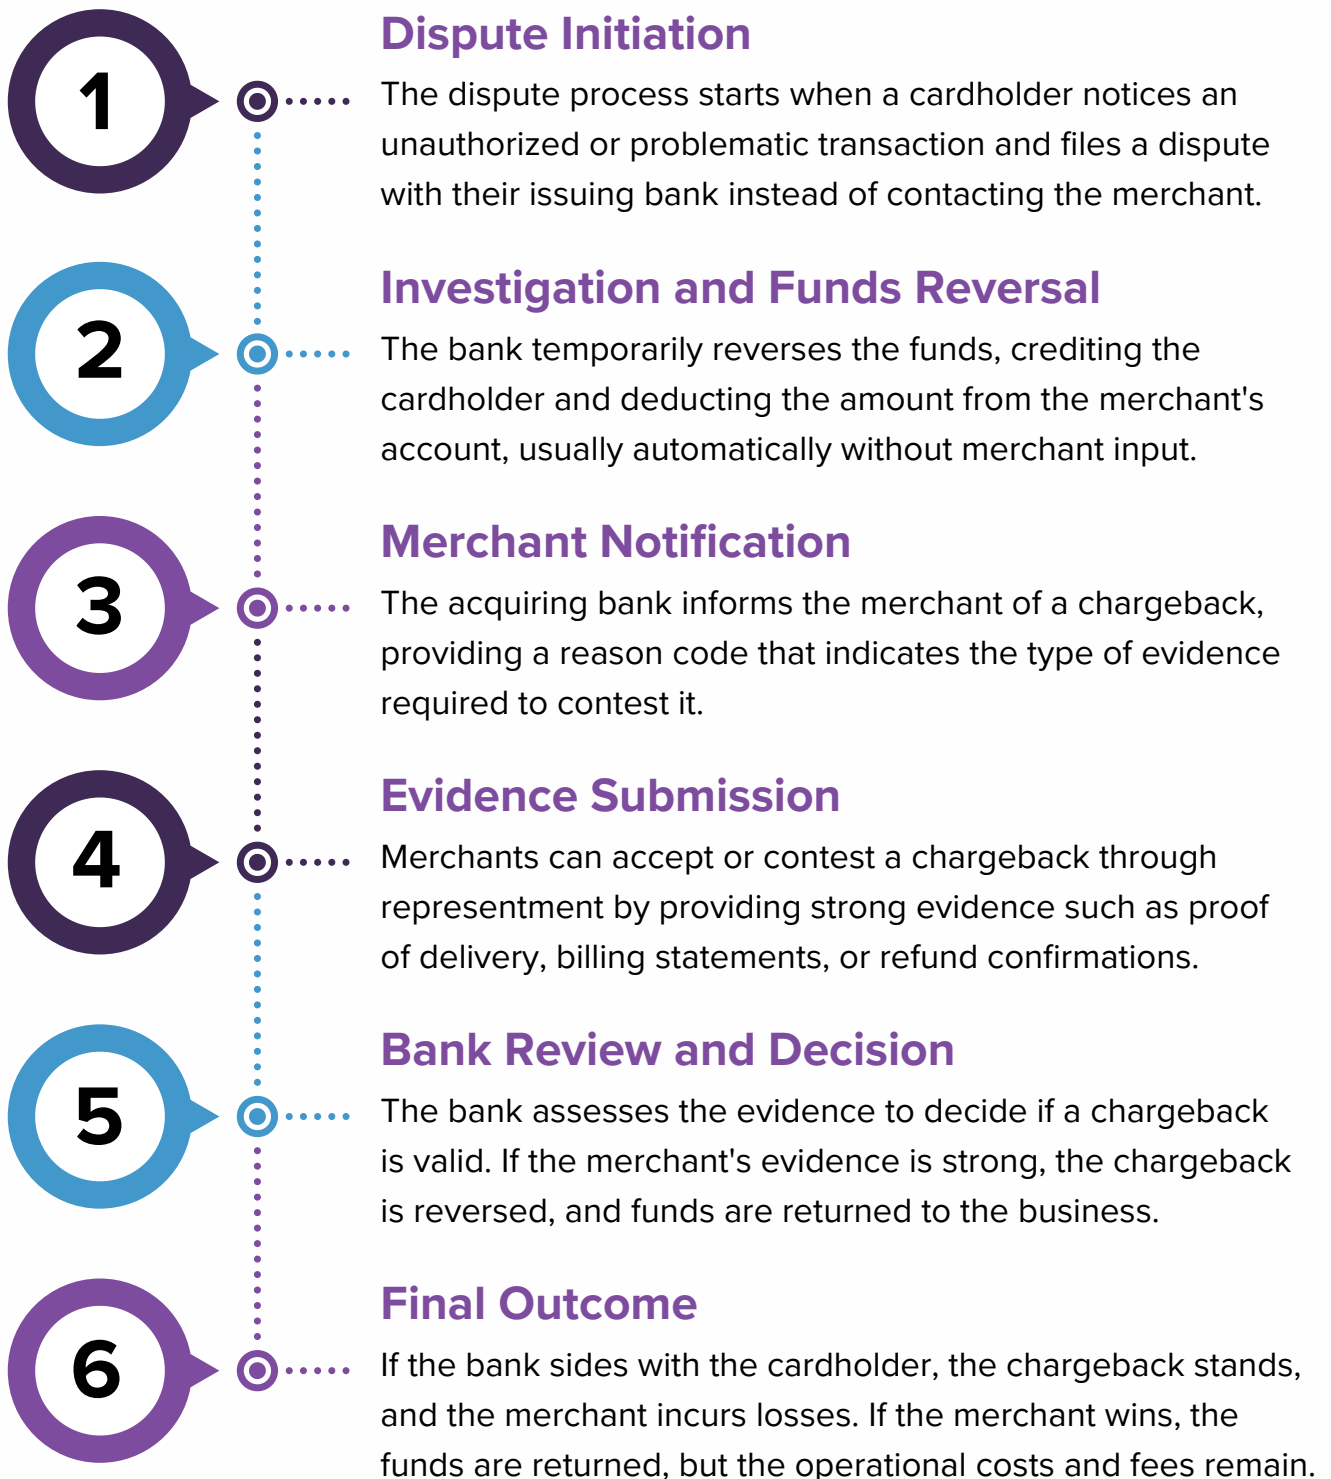 1
Dispute Initiation
The dispute process starts when a cardholder notices an
unauthorized or problematic transaction and files a dispute
with their issuing bank instead of contacting the merchant.
2
Investigation and Funds Reversal
The bank temporarily reverses the funds, crediting the
cardholder and deducting the amount from the merchant's
account, usually automatically without merchant input.
3
Merchant Notification
The acquiring bank informs the merchant of a chargeback,
providing a reason code that indicates the type of evidence
required to contest it.
4
Evidence Submission
Merchants can accept or contest a chargeback through
representment by providing strong evidence such as proof
of delivery, billing statements, or refund confirmations.
5
Bank Review and Decision
The bank assesses the evidence to decide if a chargeback
is valid. If the merchant's evidence is strong, the chargeback
is reversed, and funds are returned to the business.
6
Final Outcome
If the bank sides with the cardholder, the chargeback stands,
and the merchant incurs losses. If the merchant wins, the
funds are returned, but the operational costs and fees remain.